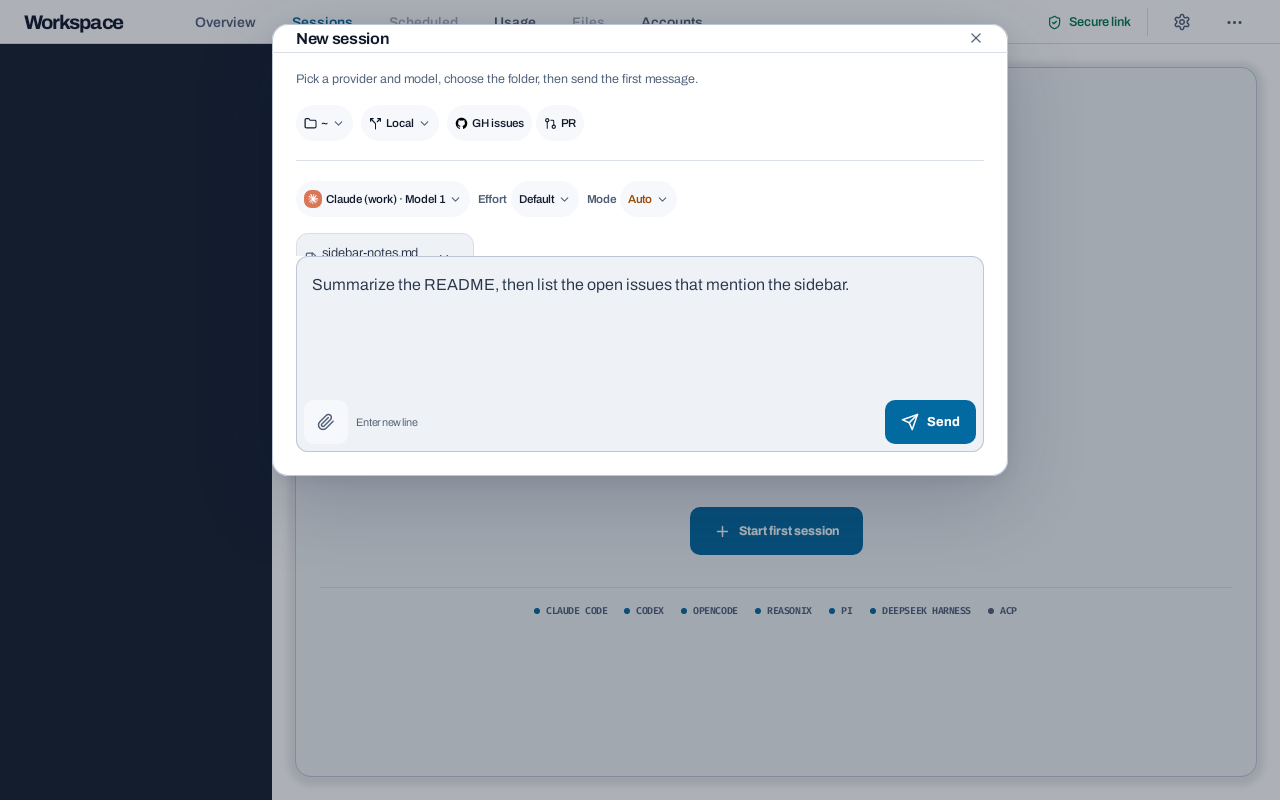 Workspace
Overview Sessions Scheduled Usage Files Accounts
Secure link
New session
Pick a provider and model, choose the folder, then send the first message.
~ Local GH issues PR
Claude (work) · Model 1 Effort Default Mode Auto
sidebar-notes.md
Summarize the README, then list the open issues that mention the sidebar.
Enter new line
Send
Start first session
CLAUDE CODE CODEX OPENCODE REASONIX PI DEEPSEEK HARNESS ACP